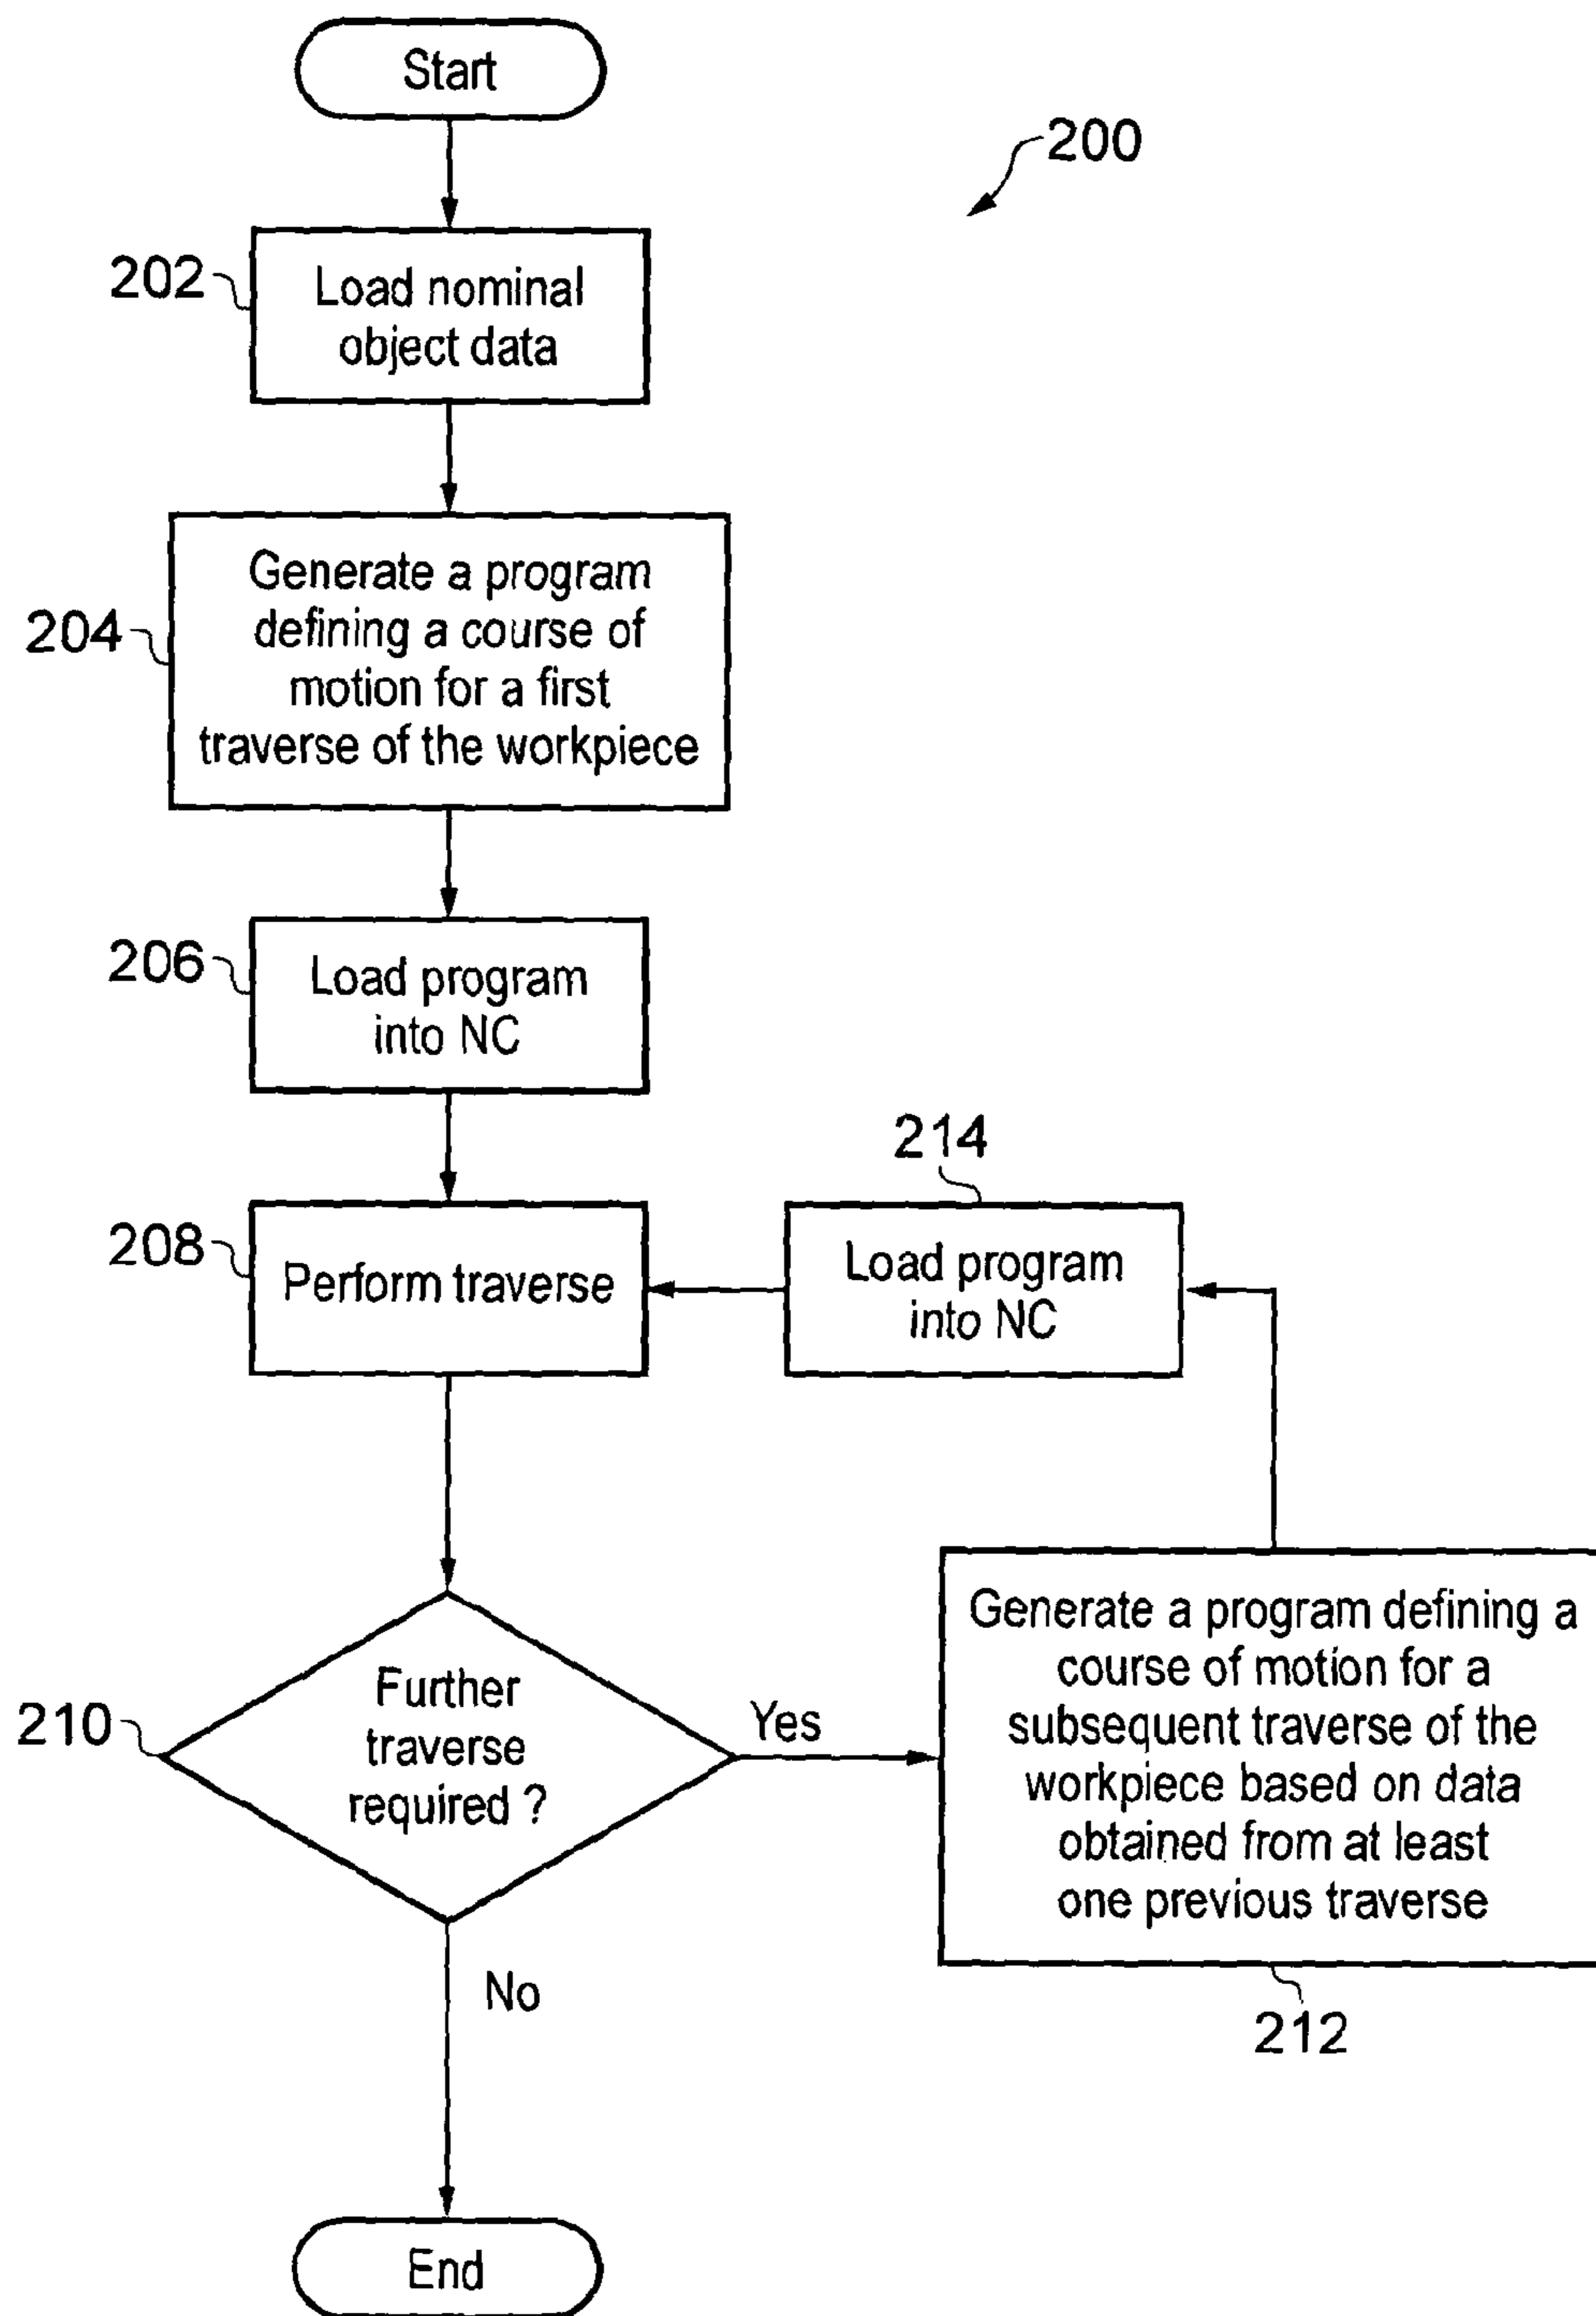 Start
200
202
Load nominal
object data
204
Generate a program
defining a course of
motion for a first
traverse of the workpiece
206
Load program
into NC
208
Perform traverse
214
Load program
into NC
210
Further
traverse
required ?
Yes
Generate a program defining a
course of motion for a
subsequent traverse of the
workpiece based on data
obtained from at least
one previous traverse
212
No
End